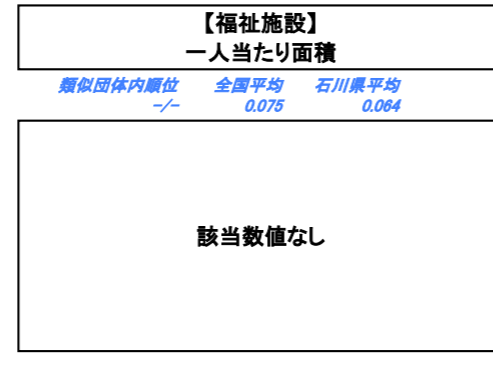 【福祉施設】
一人当たり面積
類似団体内順位 全国平均 石川県平均
-/- 0.075 0.064
該当数値なし